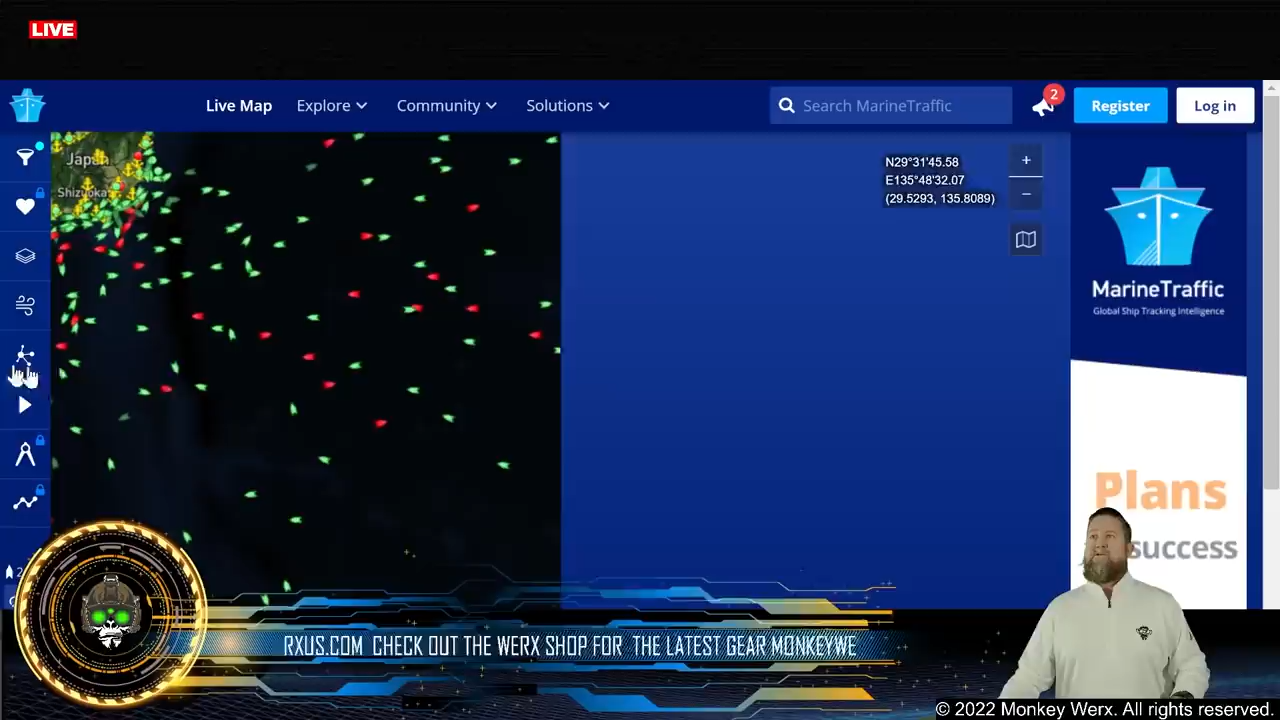 LIVE
Live Map
Explore
Community
Solutions
Search MarineTraffic
2
Register
Log in
Japan
Shizuoka
N29°31'45.58
E135°48'32.07
(29.5293, 135.8089)
+
−
MarineTraffic
Global Ship Tracking Intelligence
Plans
success
RXUS.COM CHECK OUT THE WERX SHOP FOR THE LATEST GEAR MONKEYWE
© 2022 Monkey Werx. All rights reserved.